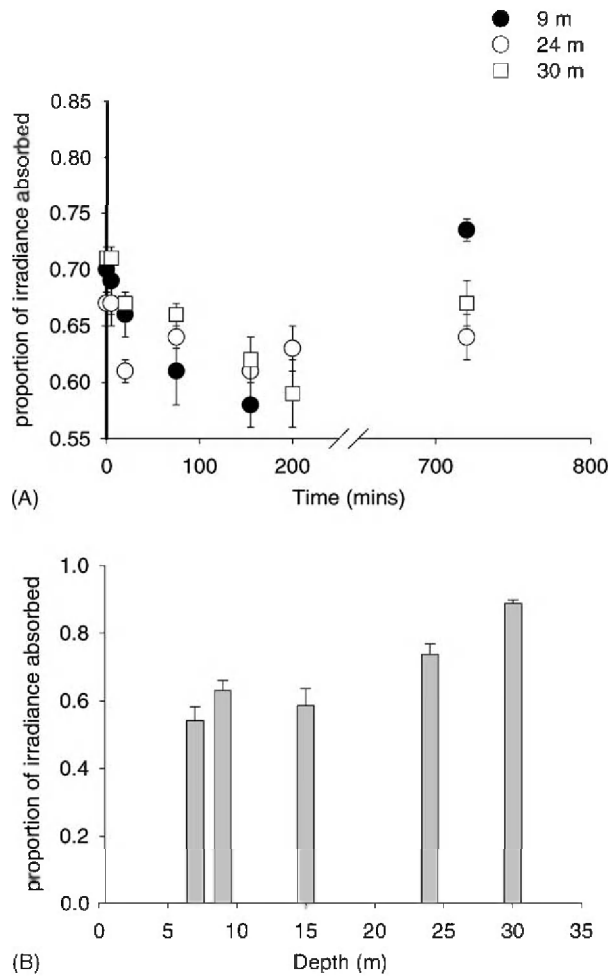 9 m
24 m
30 m
proportion of irradiance absorbed
0.85
0.80
0.75
0.70
0.65
0.60
0.55
0 100 200 700 800
(A) Time (mins)
proportion of irradiance absorbed
1.0
0.8
0.6
0.4
0.2
0.0
0 5 10 15 20 25 30 35
(B) Depth (m)